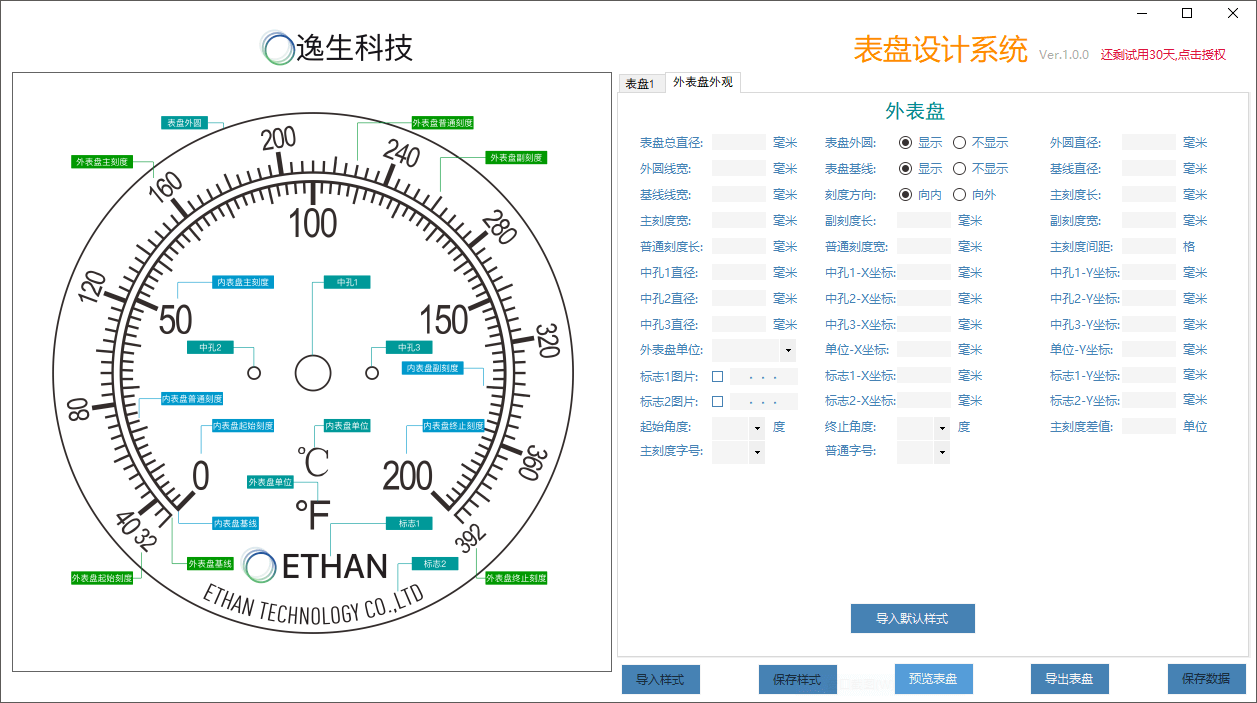 逸生科技
表盘设计系统 Ver.1.0.0 还剩试用30天,点击授权
表盘1 外表盘外观
表盘外圆
外表盘普通刻度
外表盘主刻度
外表盘副刻度
200
240
160
280
100
120
内表盘主刻度
中孔1
50
150
320
中孔2
中孔3
内表盘副刻度
80
内表盘普通刻度
内表盘起始刻度
内表盘单位
内表盘终止刻度
℃
360
0
200
外表盘单位
°F
40
32
内表盘基线
标志1
392
外表盘基线
ETHAN
标志2
外表盘起始刻度
外表盘终止刻度
ETHAN TECHNOLOGY CO.,LTD
外表盘
表盘总直径: 毫米 表盘外圆: 显示 不显示 外圆直径: 毫米
外圆线宽: 毫米 表盘基线: 显示 不显示 基线直径: 毫米
基线线宽: 毫米 刻度方向: 向内 向外 主刻度长: 毫米
主刻度宽: 毫米 副刻度长: 毫米 副刻度宽: 毫米
普通刻度长: 毫米 普通刻度宽: 毫米 主刻度间距: 格
中孔1直径: 毫米 中孔1-X坐标: 毫米 中孔1-Y坐标: 毫米
中孔2直径: 毫米 中孔2-X坐标: 毫米 中孔2-Y坐标: 毫米
中孔3直径: 毫米 中孔3-X坐标: 毫米 中孔3-Y坐标: 毫米
外表盘单位: 单位-X坐标: 毫米 单位-Y坐标: 毫米
标志1图片: . . . 标志1-X坐标: 毫米 标志1-Y坐标: 毫米
标志2图片: . . . 标志2-X坐标: 毫米 标志2-Y坐标: 毫米
起始角度: 度 终止角度: 度 主刻度差值: 单位
主刻度字号: 普通字号:
导入默认样式
导入样式 保存样式 预览表盘 导出表盘 保存数据